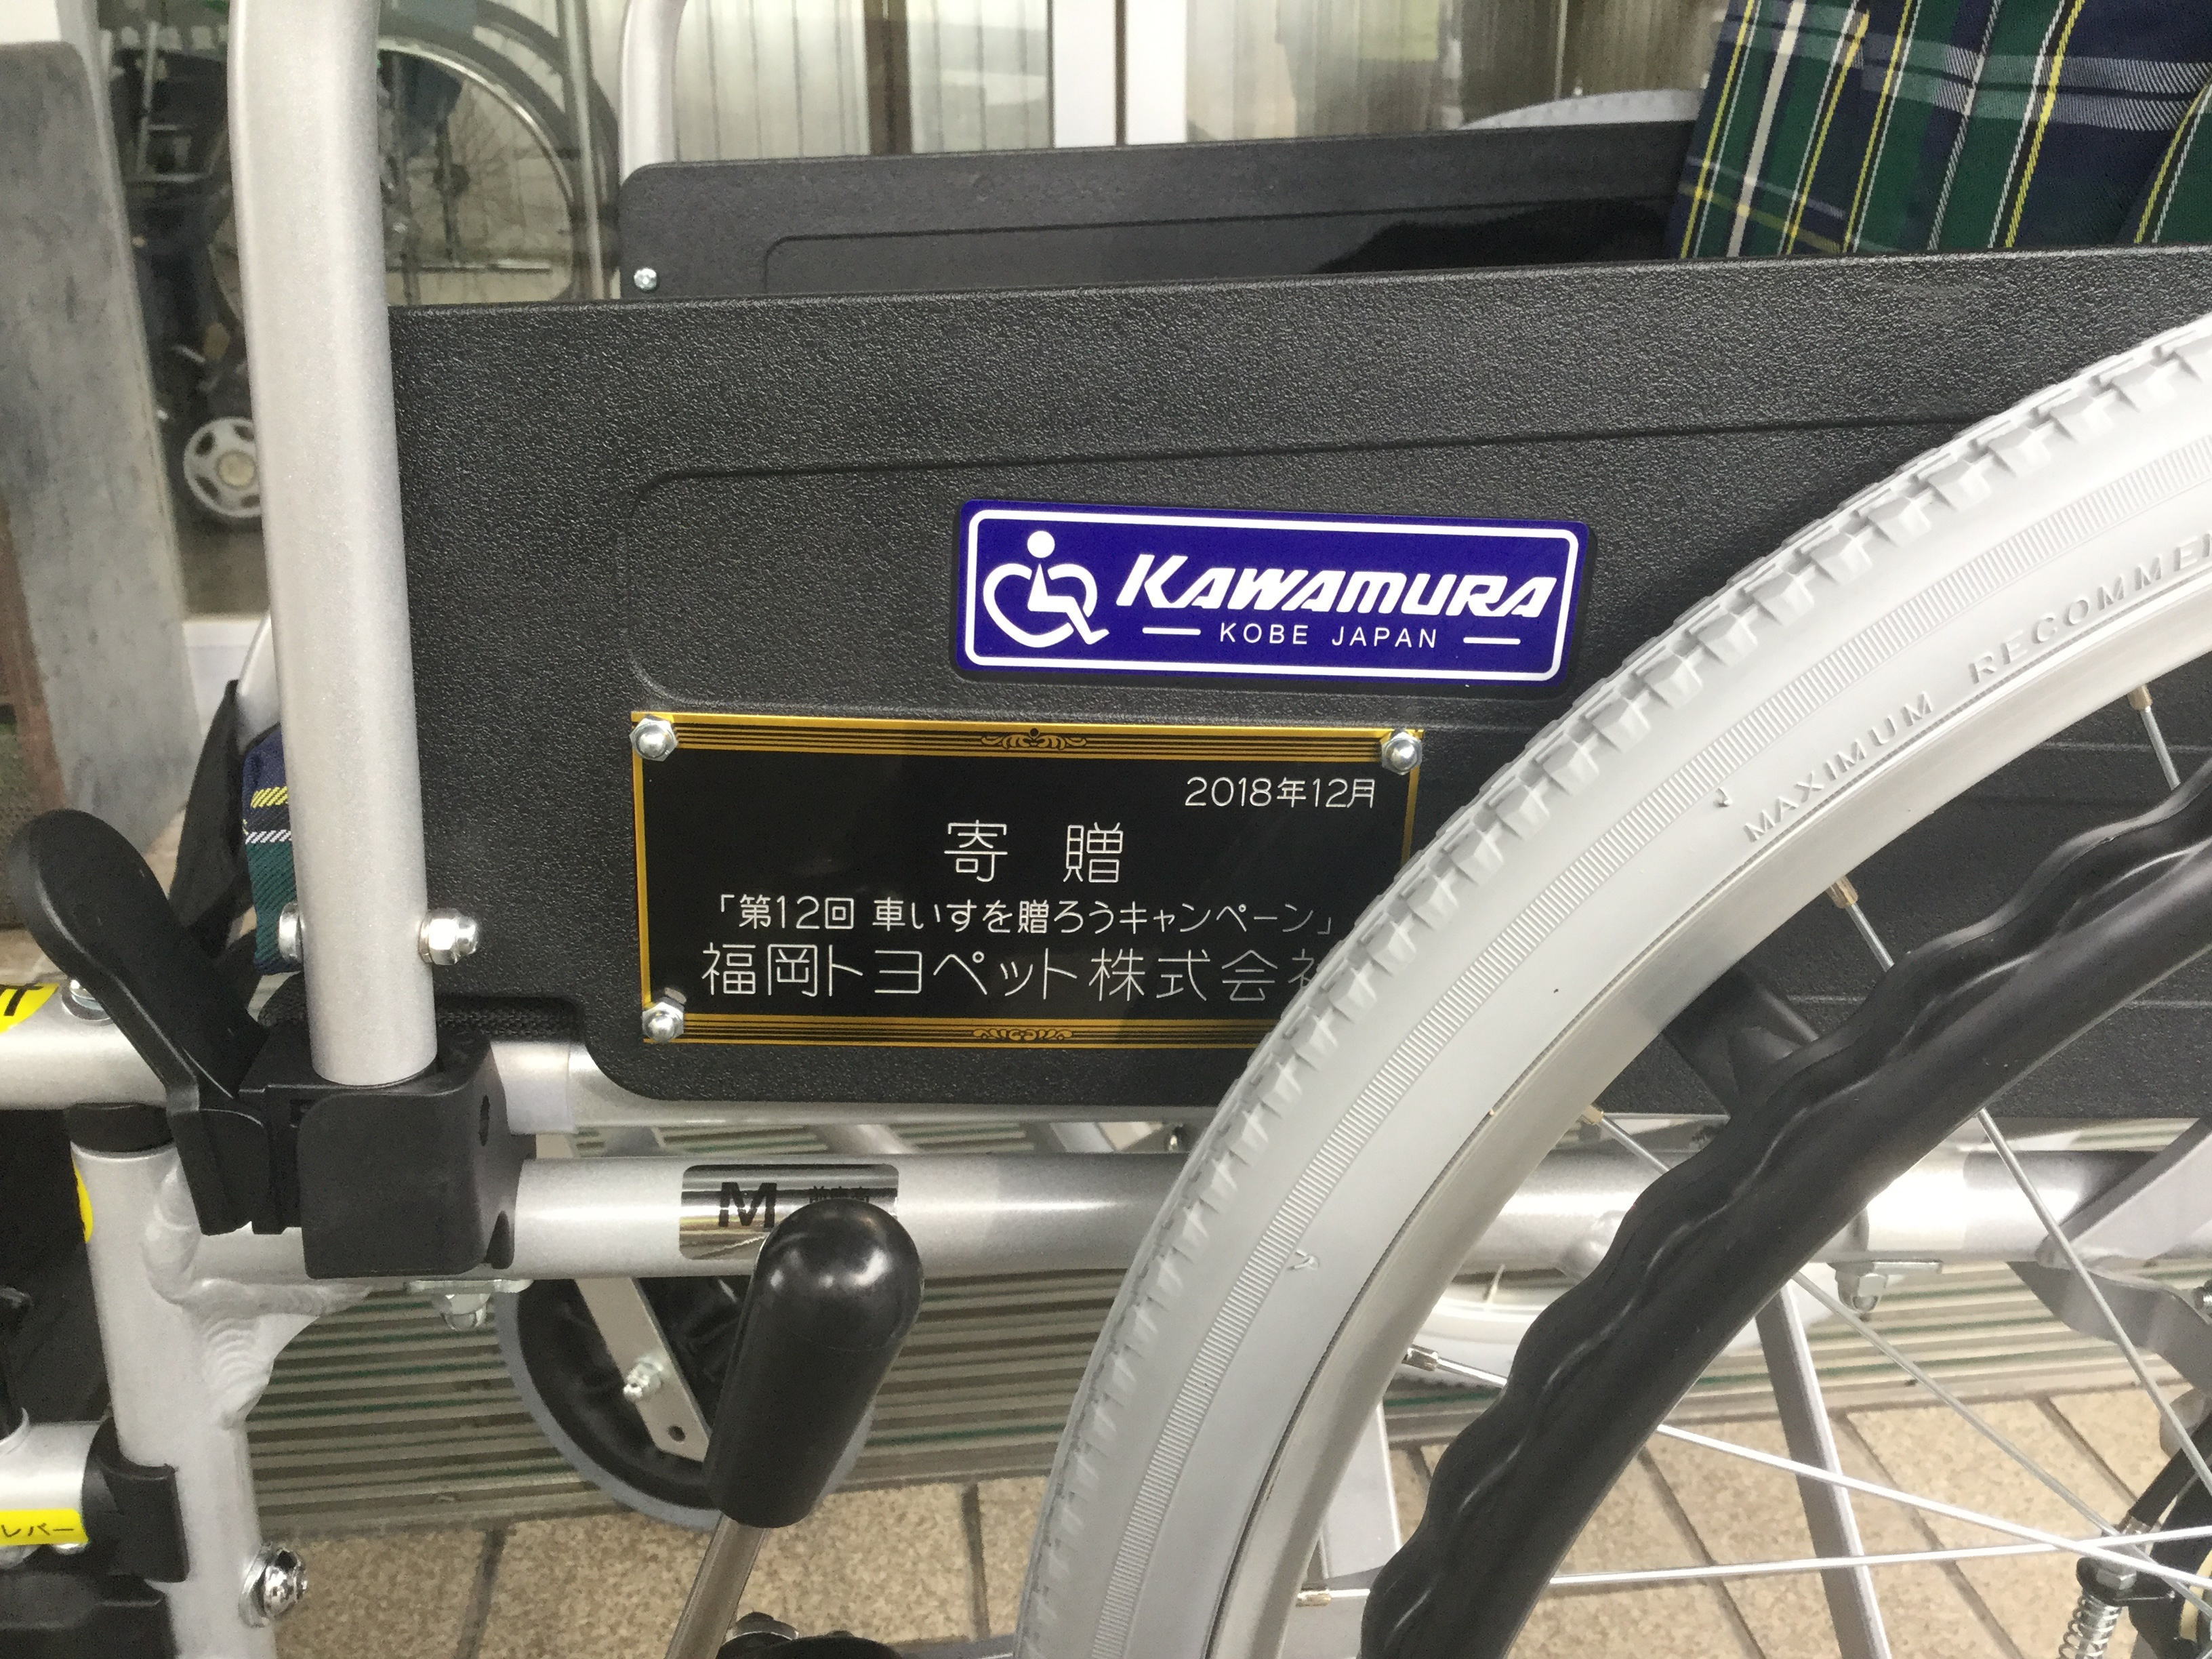 KAWAMURA
KOBE JAPAN
2018年12月
寄 贈
「第12回 車いすを贈ろうキャンペーン」
福岡トヨペット株式会
MAXIMUM
M
レバー